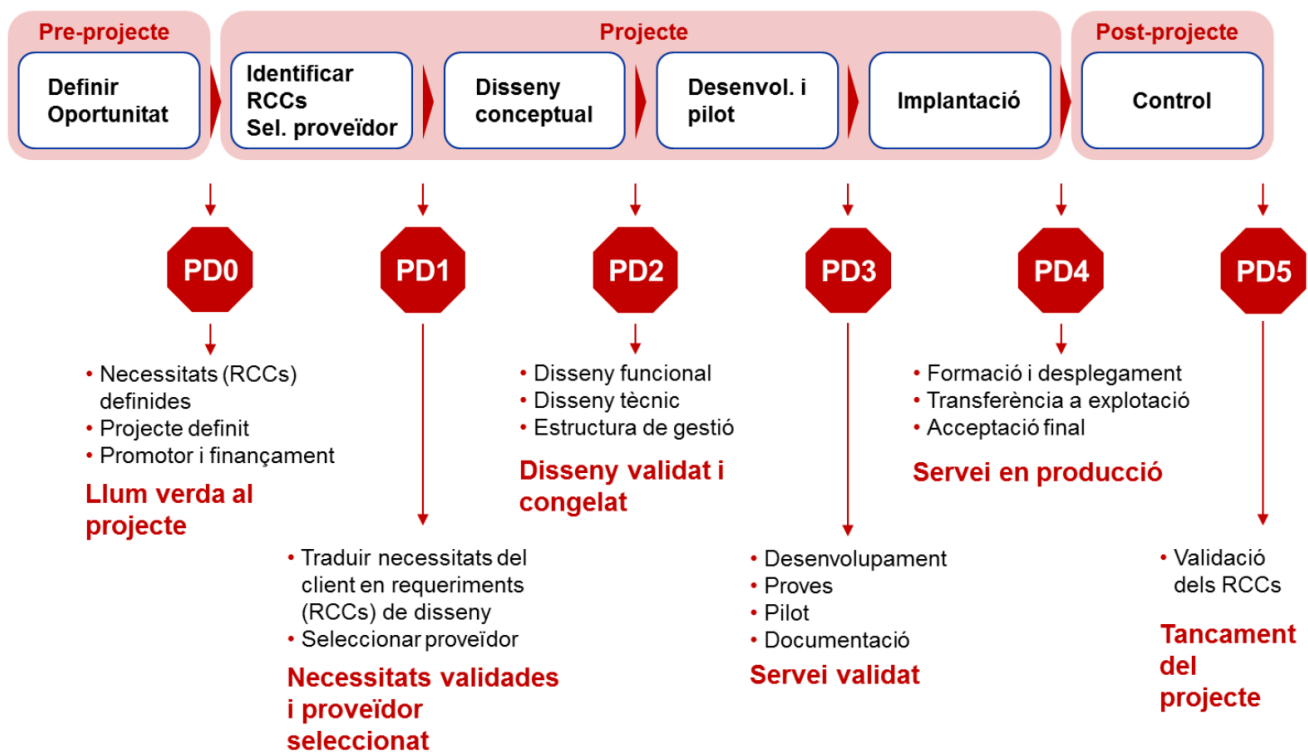 Pre-projecte
Projecte
Post-projecte
Definir
Oportunitat
Identificar
RCCs
Sel. proveïdor
Disseny
conceptual
Desenvol. i
pilot
Implantació
Control
PD0
PD1
PD2
PD3
PD4
PD5
• Necessitats (RCCs)
definides
• Projecte definit
• Promotor i finançament
Llum verda al
projecte
• Traduir necessitats del
client en requeriments
(RCCs) de disseny
• Seleccionar proveïdor
Necessitats validades
i proveïdor
seleccionat
• Disseny funcional
• Disseny tècnic
• Estructura de gestió
Disseny validat i
congelat
• Desenvolupament
• Proves
• Pilot
• Documentació
Servei validat
• Formació i desplegament
• Transferència a explotació
• Acceptació final
Servei en producció
• Validació
dels RCCs
Tancament
del
projecte